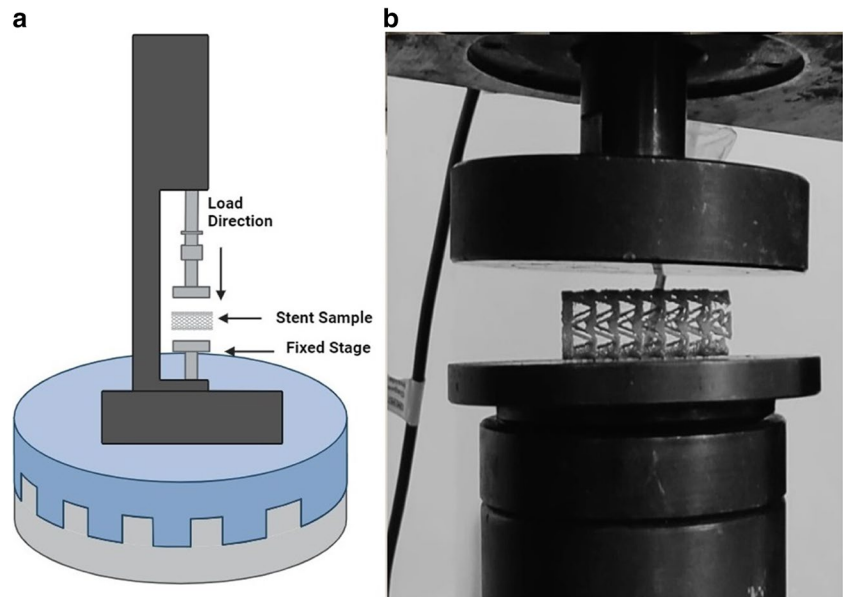 a
b
Load
Direction
Stent Sample
Fixed Stage